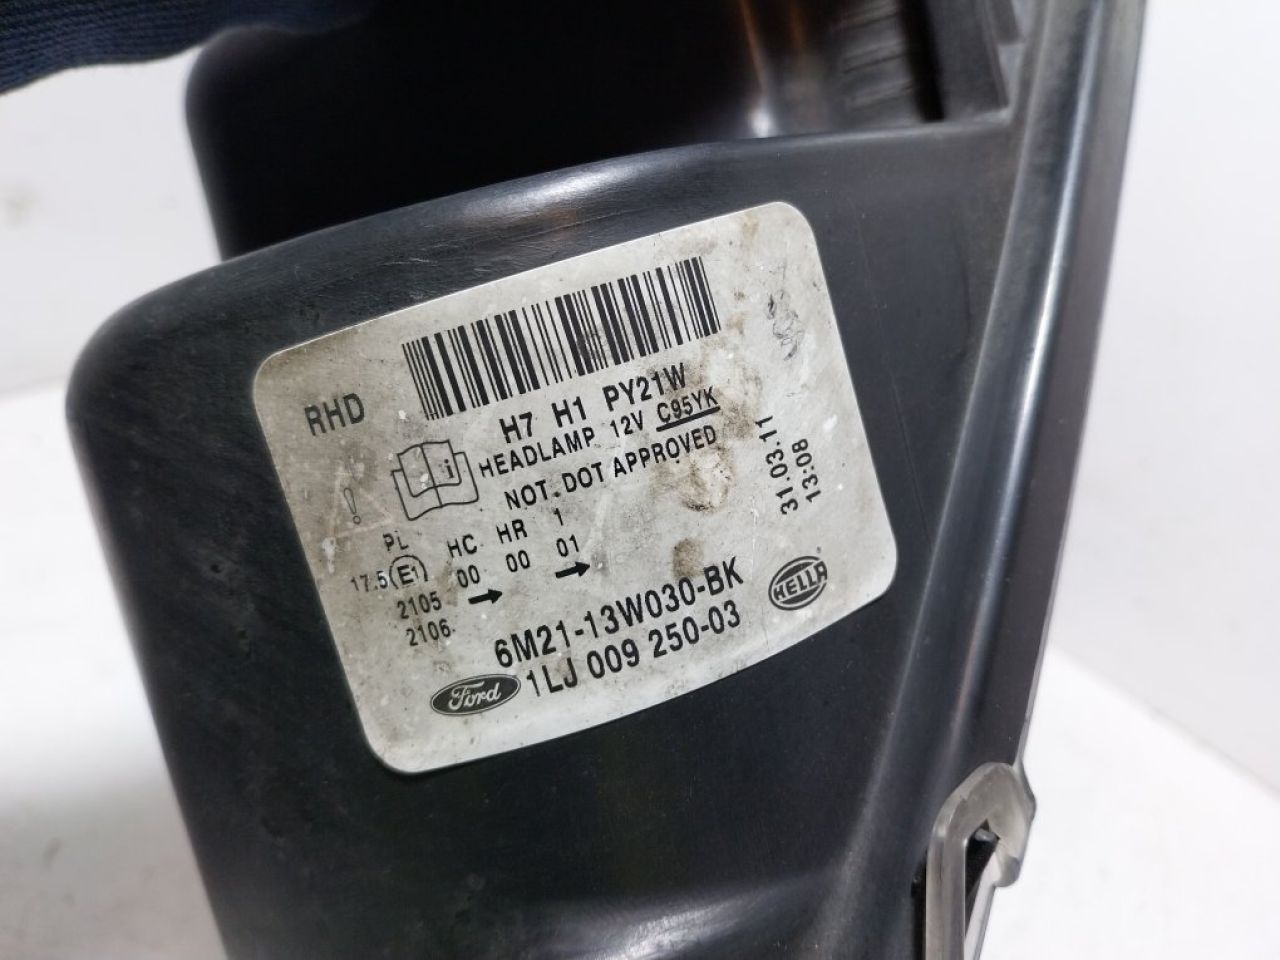 RHD
H7 H1 PY21W
HEADLAMP 12V C95YK
NOT DOT APPROVED
31.03.11
13:08
i
!
PL HC HR 1
17.5 E1 00 00 01
2105
2106
6M21-13W030-BK
1LJ 009 250-03
Ford
HELLA